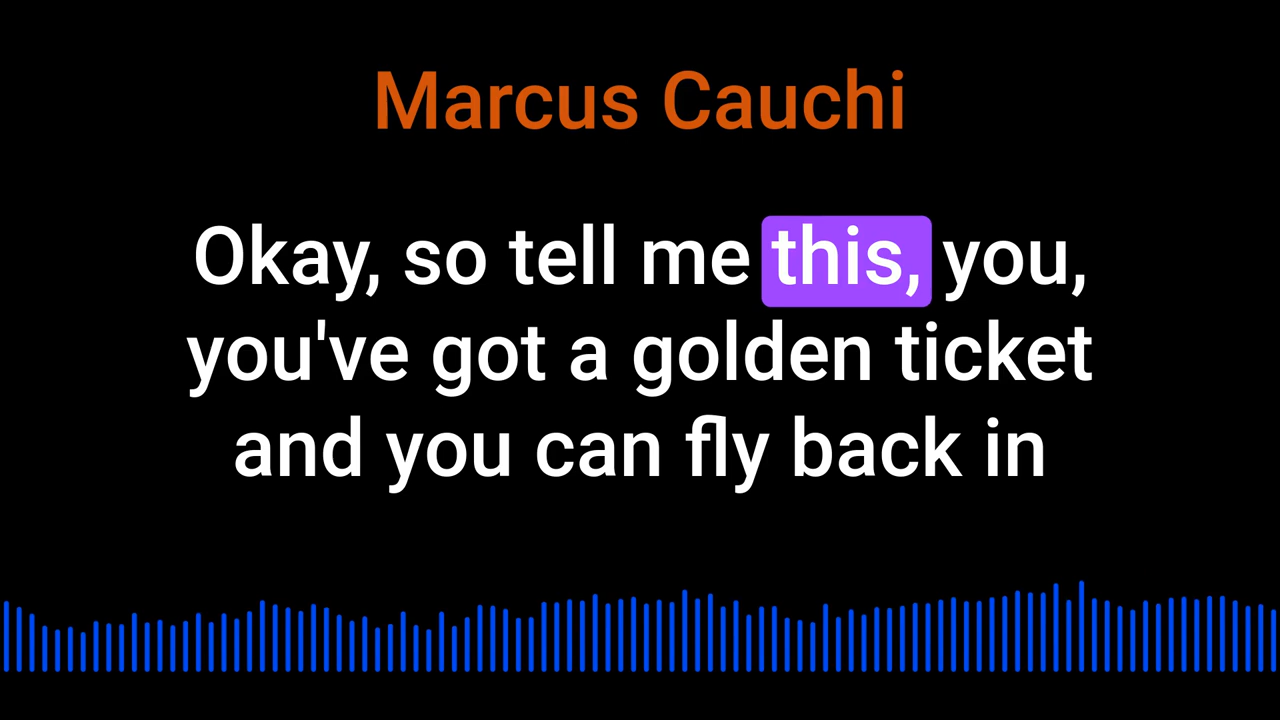 Marcus Cauchi
Okay, so tell me this, you,
you've got a golden ticket
and you can fly back in